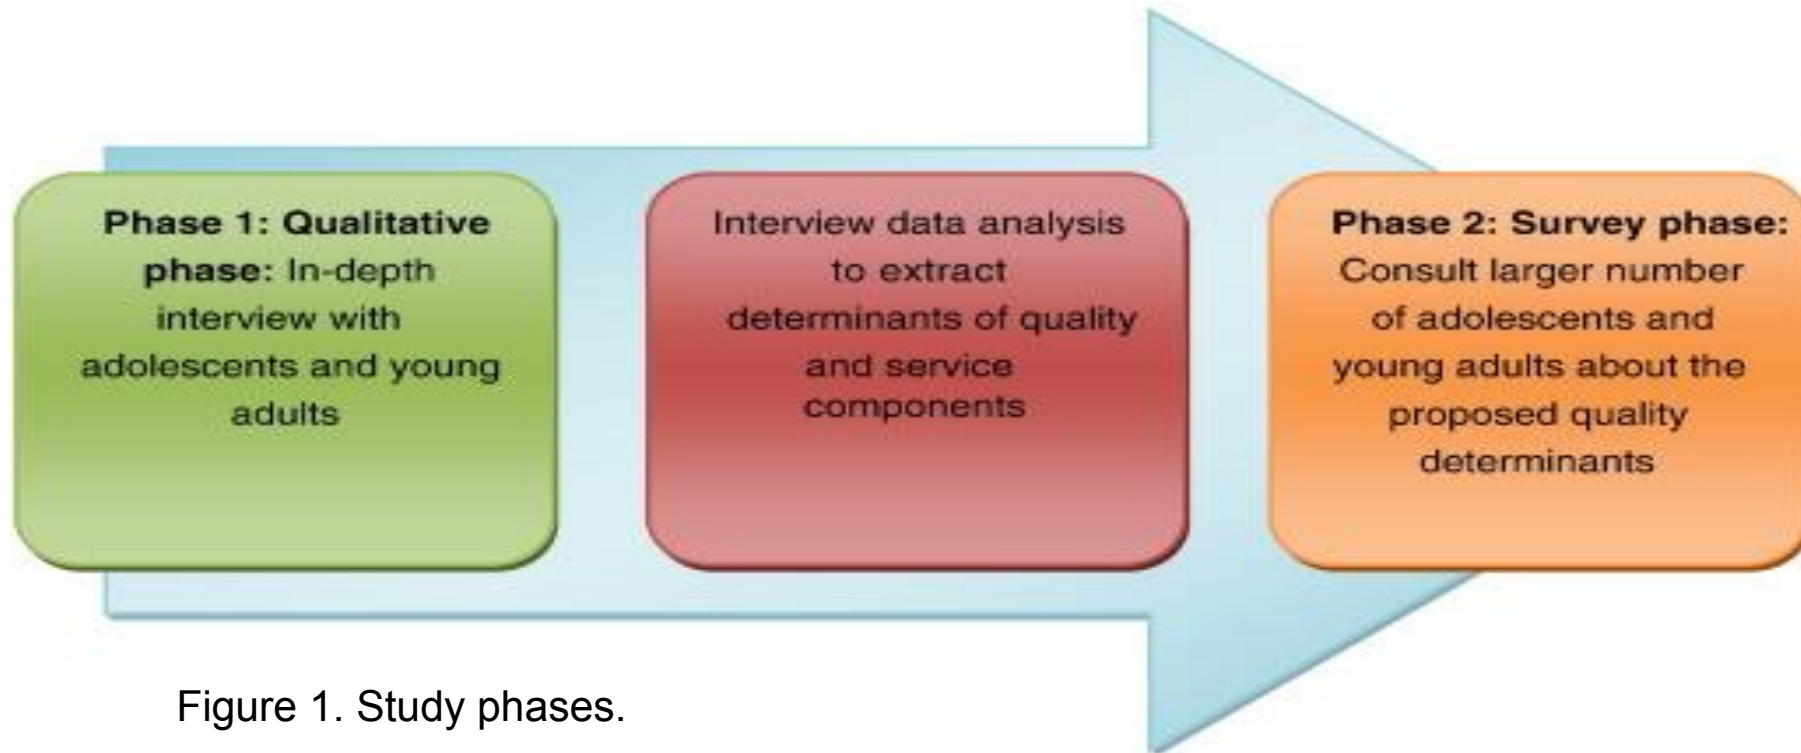 Phase 1: Qualitative
phase: In-depth
interview with
adolescents and young
adults
Interview data analysis
to extract
determinants of quality
and service
components
Phase 2: Survey phase:
Consult larger number
of adolescents and
young adults about the
proposed quality
determinants
Figure 1. Study phases.